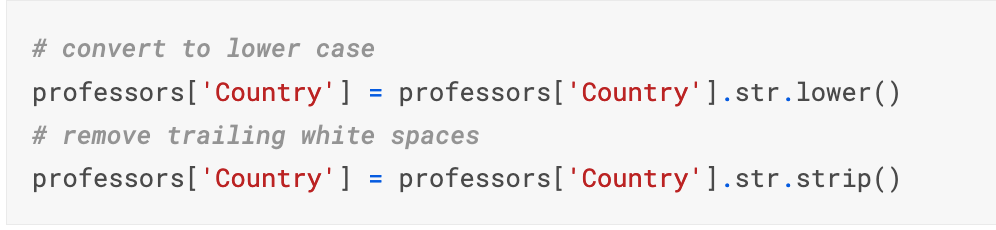 # convert to lower case
professors['Country'] = professors['Country'].str.lower()
# remove trailing white spaces
professors['Country'] = professors['Country'].str.strip()